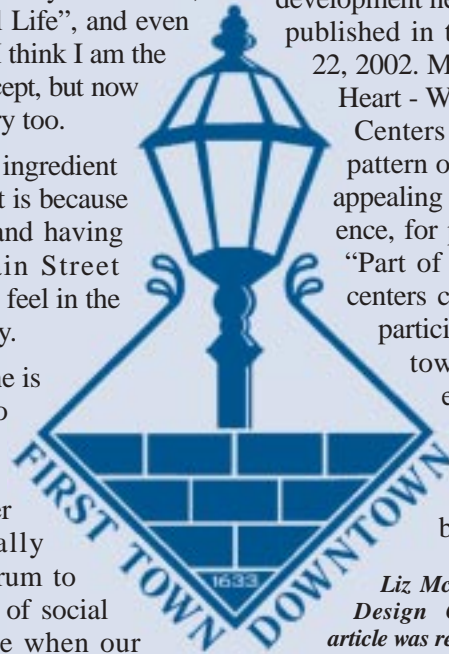 l Life”, and even
I think I am the
cept, but now
ry too.
ingredient
t is because
and having
in Street
feel in the
y.
ne is
o
er
ally
rum to
of social
e when our
published in t
22, 2002. M
Heart - W
Centers
pattern o
appealing
ence, for p
“Part of
centers c
partici
tow
e
b
Liz Mc
Design C
article was re
FIRST TOWN DOWNTOWN
1633